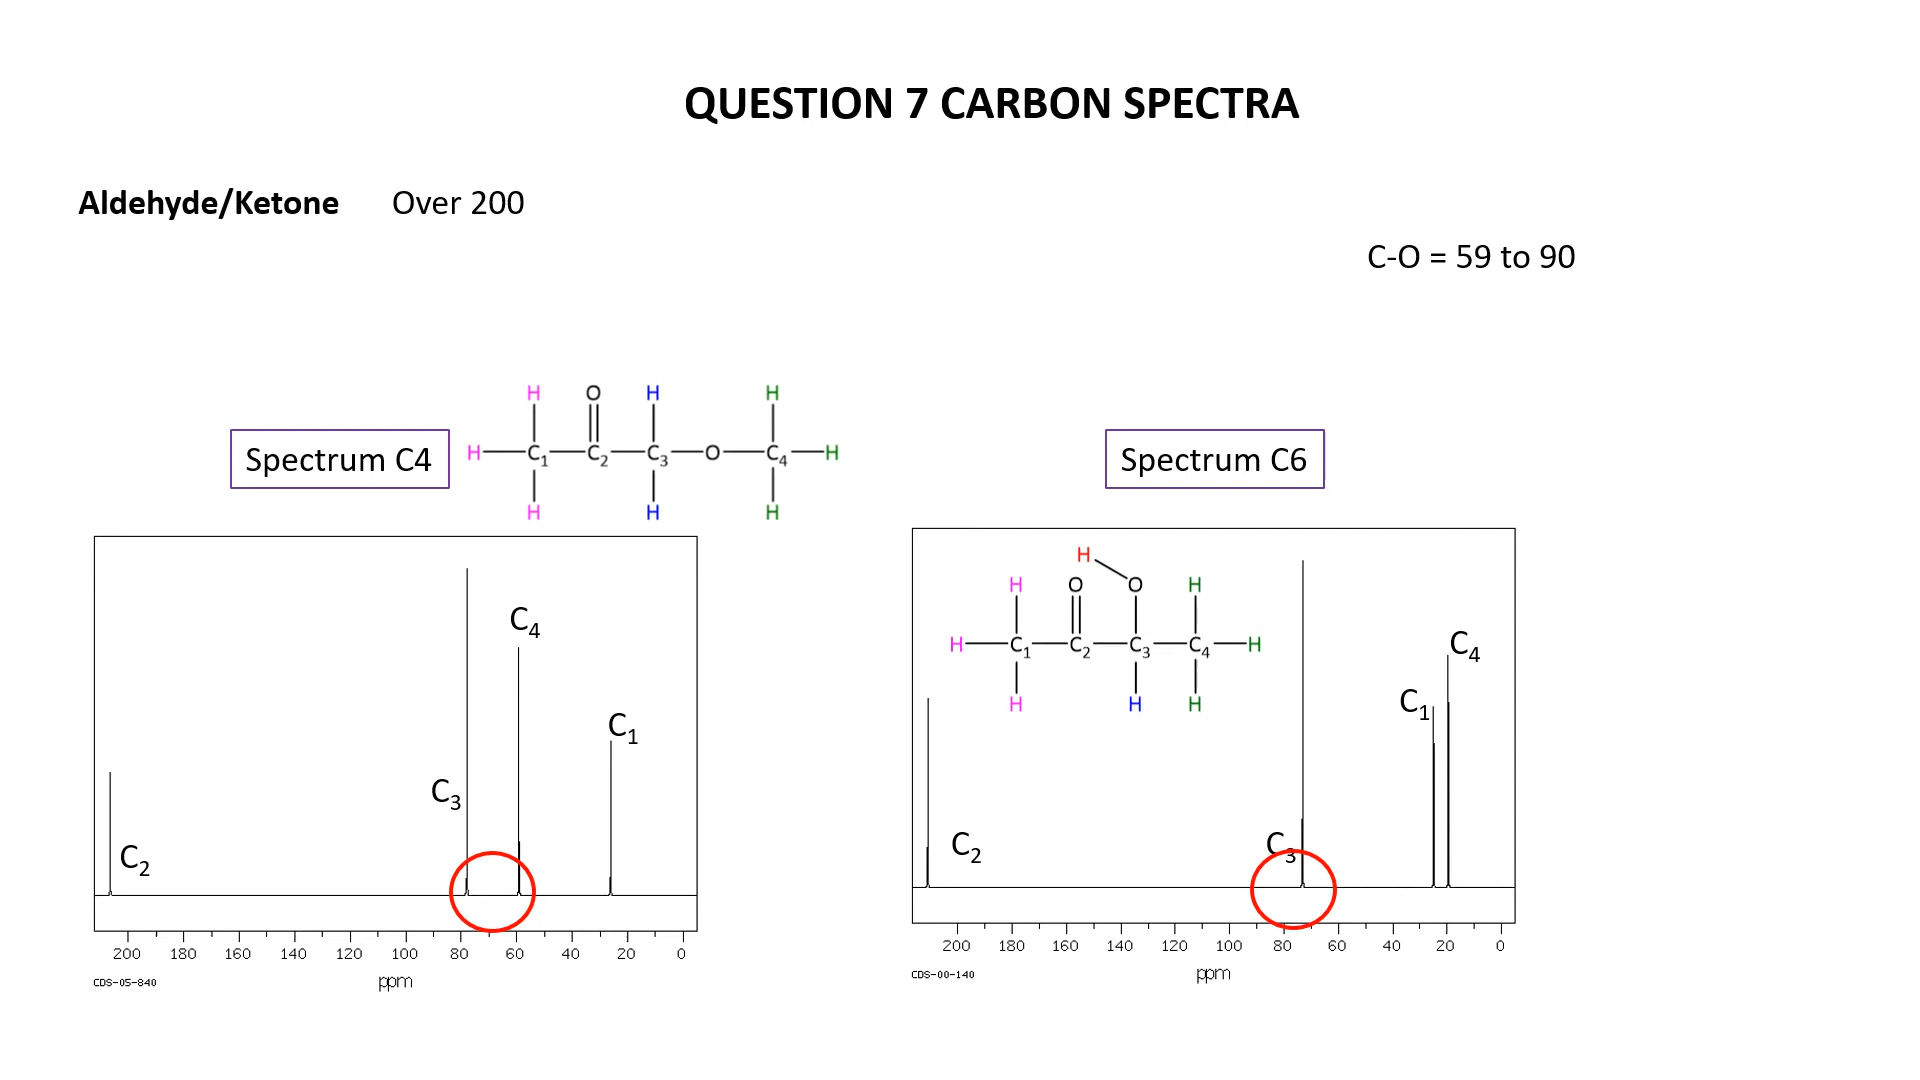 QUESTION 7 CARBON SPECTRA
Aldehyde/Ketone Over 200
C-O = 59 to 90
Spectrum C4
H O H H
H C₁ C₂ C₃ O C₄ H
H H H
C₄
C₁
C₃
C₂
200 180 160 140 120 100 80 60 40 20 0
ppm
CDS-05-840
Spectrum C6
H
H O O H
H C₁ C₂ C₃ C₄ H
H H H
C₄
C₁
C₂ C₃
200 180 160 140 120 100 80 60 40 20 0
ppm
CDS-00-140